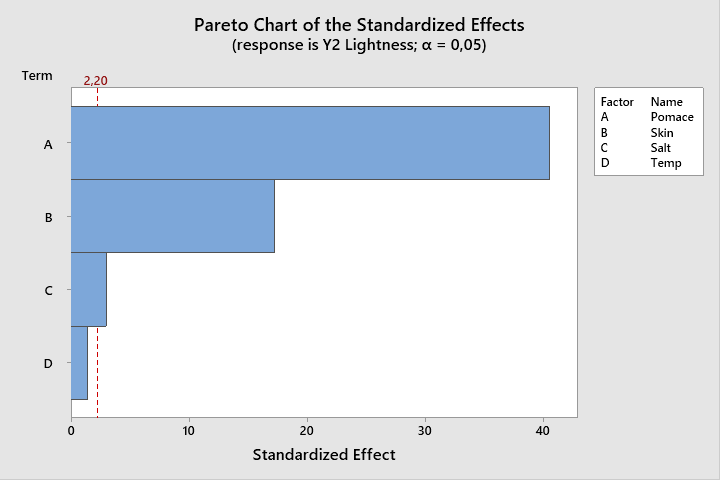 Pareto Chart of the Standardized Effects
(response is Y2 Lightness; α = 0,05)
Term
2,20
A
B
C
D
0 10 20 30 40
Standardized Effect
Factor Name
A Pomace
B Skin
C Salt
D Temp